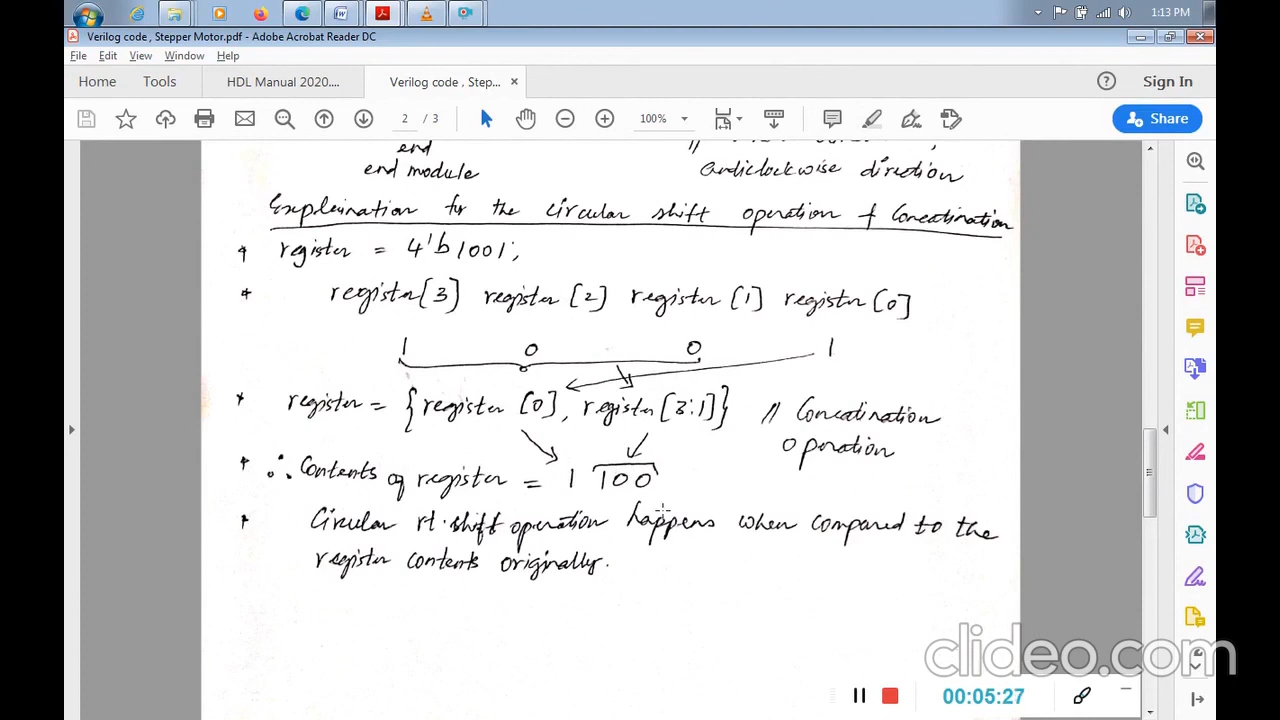 1:13 PM
Verilog code , Stepper Motor.pdf - Adobe Acrobat Reader DC
File Edit View Window Help
Home Tools HDL Manual 2020.... Verilog code , Step... × Sign In
2 / 3 100% Share
end //
end module anticlockwise direction
Explaination for the circular shift operation & Concatination
* register = 4'b1001;
* register[3] register [2] register [1] register [0]
1 0 0 1
* register = {register [0], register [3:1]} // Concatination
operation
* ∴ Contents of register = 1 100
* Circular rt. shift operation happens when compared to the
register contents originally.
clideo.com
00:05:27